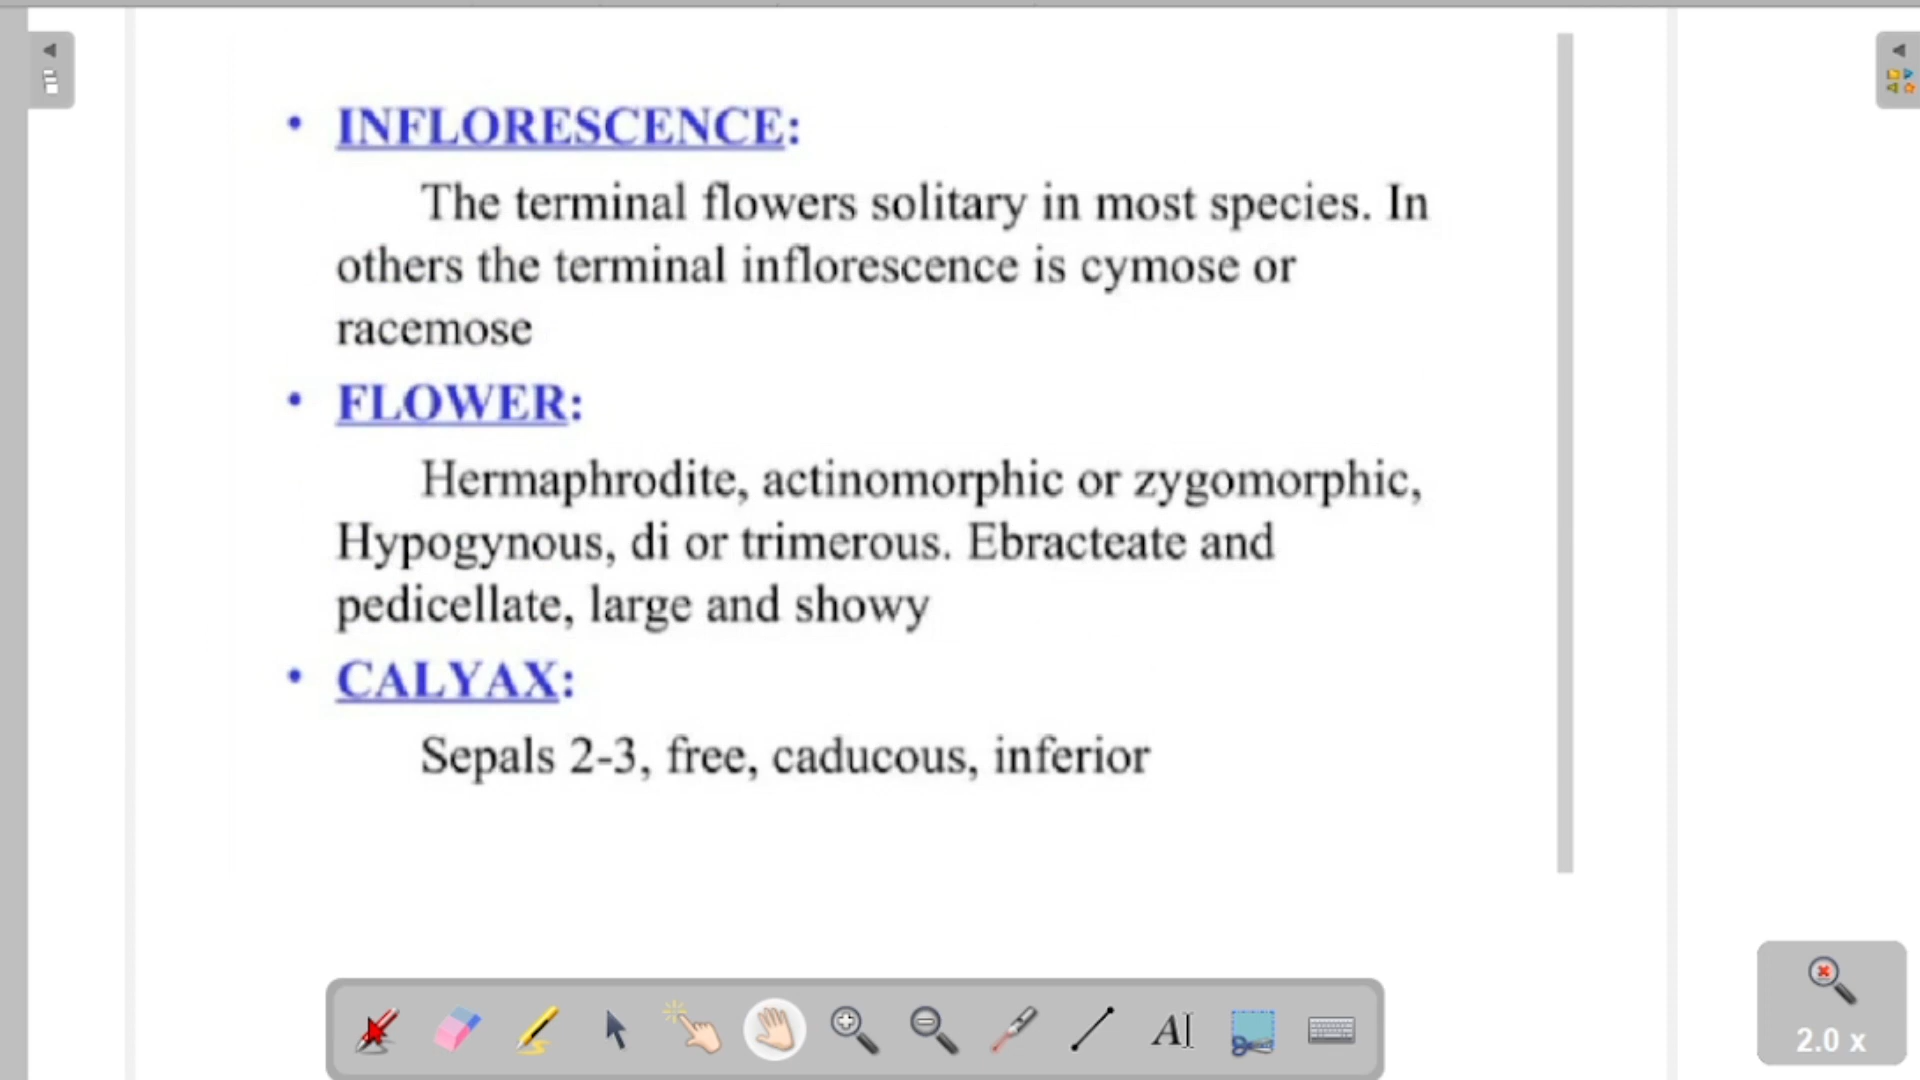 • INFLORESCENCE:
The terminal flowers solitary in most species. In
others the terminal inflorescence is cymose or
racemose
• FLOWER:
Hermaphrodite, actinomorphic or zygomorphic,
Hypogynous, di or trimerous. Ebracteate and
pedicellate, large and showy
• CALYAX:
Sepals 2-3, free, caducous, inferior
AI
2.0 x